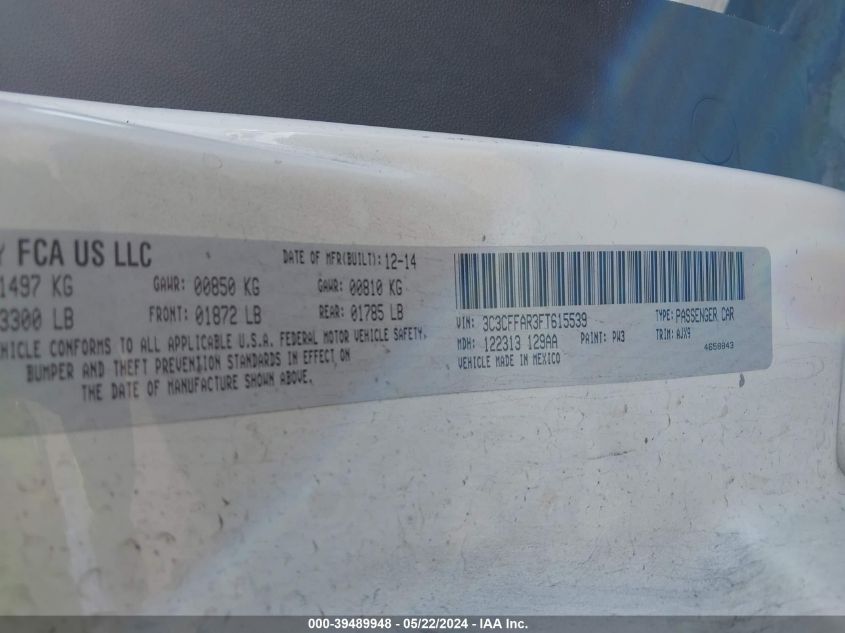 FCA US LLC DATE OF MFR(BUILT): 12-14
1497 KG GAWR: 00850 KG GAWR: 00810 KG
3300 LB FRONT: 01872 LB REAR: 01785 LB
VIN: 3C3CFFAR3FT615539 TYPE: PASSENGER CAR
MDH: 122313 129AA PAINT: PW3 TRIM: AJX9
VEHICLE MADE IN MEXICO 4658943
CONFORMS TO ALL APPLICABLE U.S.A. FEDERAL MOTOR VEHICLE SAFETY,
BUMPER AND THEFT PREVENTION STANDARDS IN EFFECT ON
THE DATE OF MANUFACTURE SHOWN ABOVE.
000-39489948 - 05/22/2024 - IAA Inc.